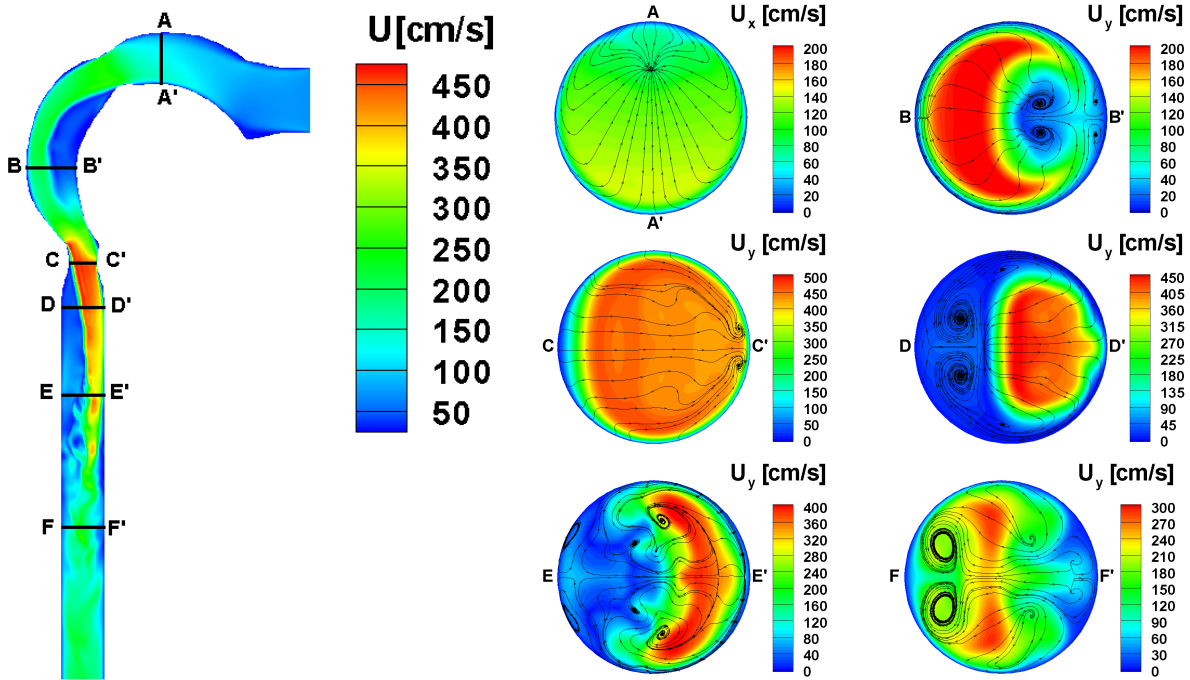 A
A'
B
B'
C
C'
D
D'
E
E'
F
F'
U[cm/s]
450
400
350
300
250
200
150
100
50
A
A'
Ux [cm/s]
200
180
160
140
120
100
80
60
40
20
0
B
B'
Uy [cm/s]
200
180
160
140
120
100
80
60
40
20
0
C
C'
Uy [cm/s]
500
450
400
350
300
250
200
150
100
50
0
D
D'
Uy [cm/s]
450
405
360
315
270
225
180
135
90
45
0
E
E'
Uy [cm/s]
400
360
320
280
240
200
160
120
80
40
0
F
F'
Uy [cm/s]
300
270
240
210
180
150
120
90
60
30
0